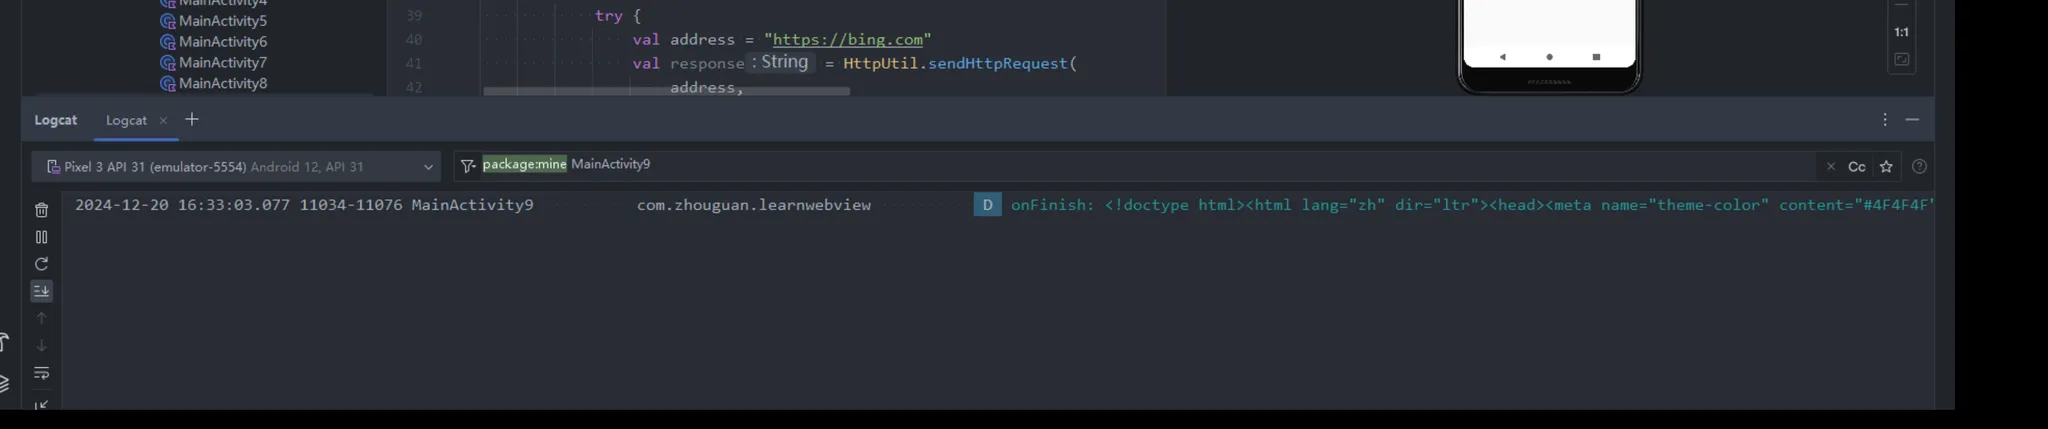 MainActivity4
MainActivity5
MainActivity6
MainActivity7
MainActivity8
39 try {
40 val address = "https://bing.com"
41 val response : String = HttpUtil.sendHttpRequest(
42 address,
1:1
Logcat Logcat × +
Pixel 3 API 31 (emulator-5554) Android 12, API 31
package:mine MainActivity9
Cc
2024-12-20 16:33:03.077 11034-11076 MainActivity9 com.zhouguan.learnwebview D onFinish: <!doctype html><html lang="zh" dir="ltr"><head><meta name="theme-color" content="#4F4F4F"